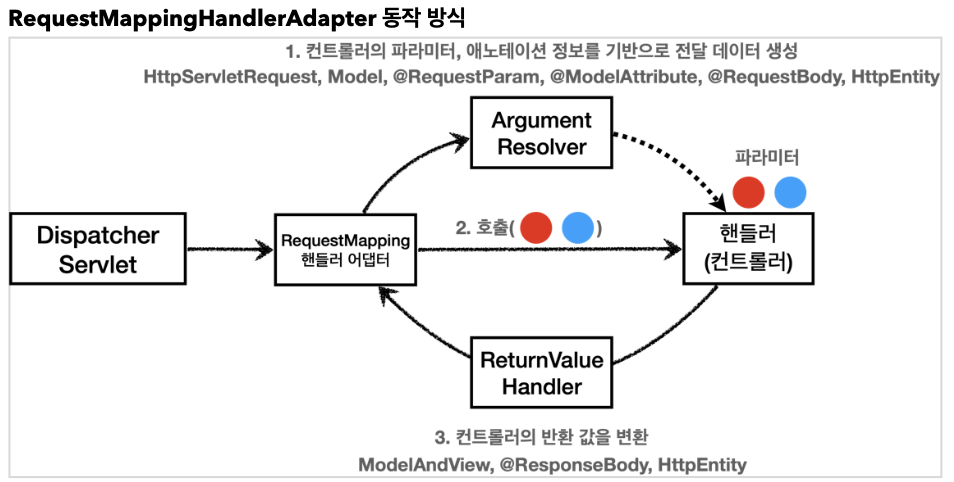 RequestMappingHandlerAdapter 동작 방식
1. 컨트롤러의 파라미터, 애노테이션 정보를 기반으로 전달 데이터 생성
HttpServletRequest, Model, @RequestParam, @ModelAttribute, @RequestBody, HttpEntity
Argument
Resolver
파라미터
Dispatcher
Servlet
RequestMapping
핸들러 어댑터
2. 호출( )
핸들러
(컨트롤러)
ReturnValue
Handler
3. 컨트롤러의 반환 값을 변환
ModelAndView, @ResponseBody, HttpEntity